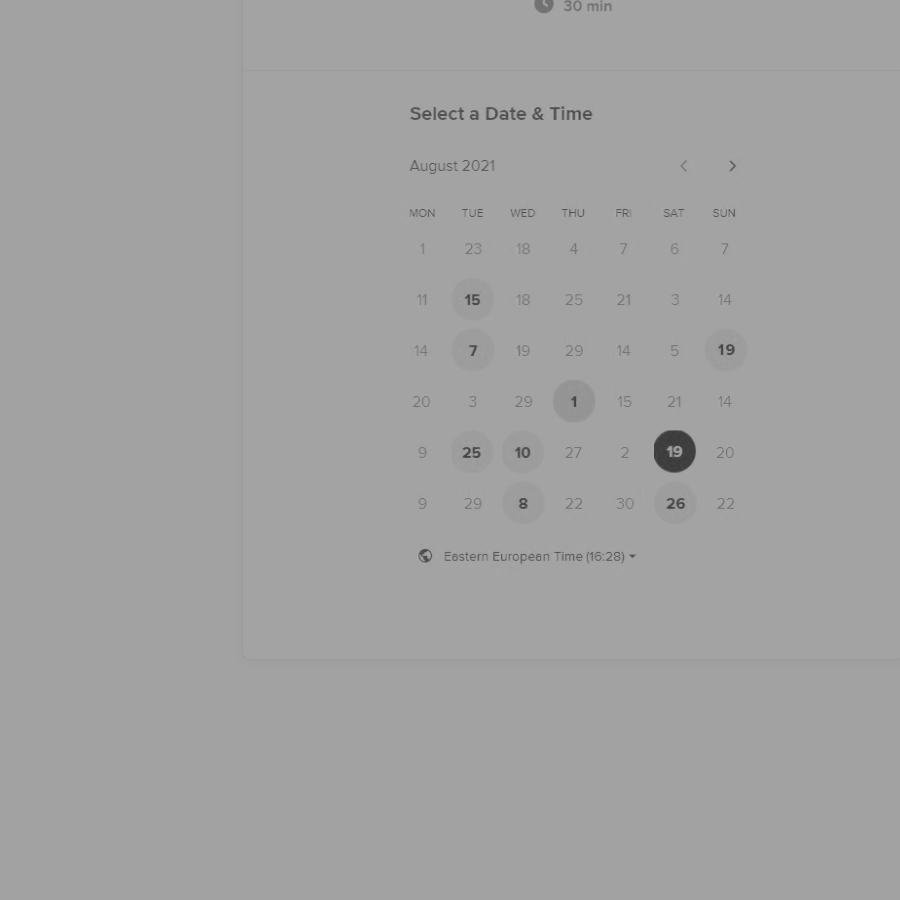 30 min
Select a Date & Time
August 2021
MON TUE WED THU FRI SAT SUN
1 23 18 4 7 6 7
11 15 18 25 21 3 14
14 7 19 29 14 5 19
20 3 29 1 15 21 14
9 25 10 27 2 19 20
9 29 8 22 30 26 22
Eastern European Time (16:28)